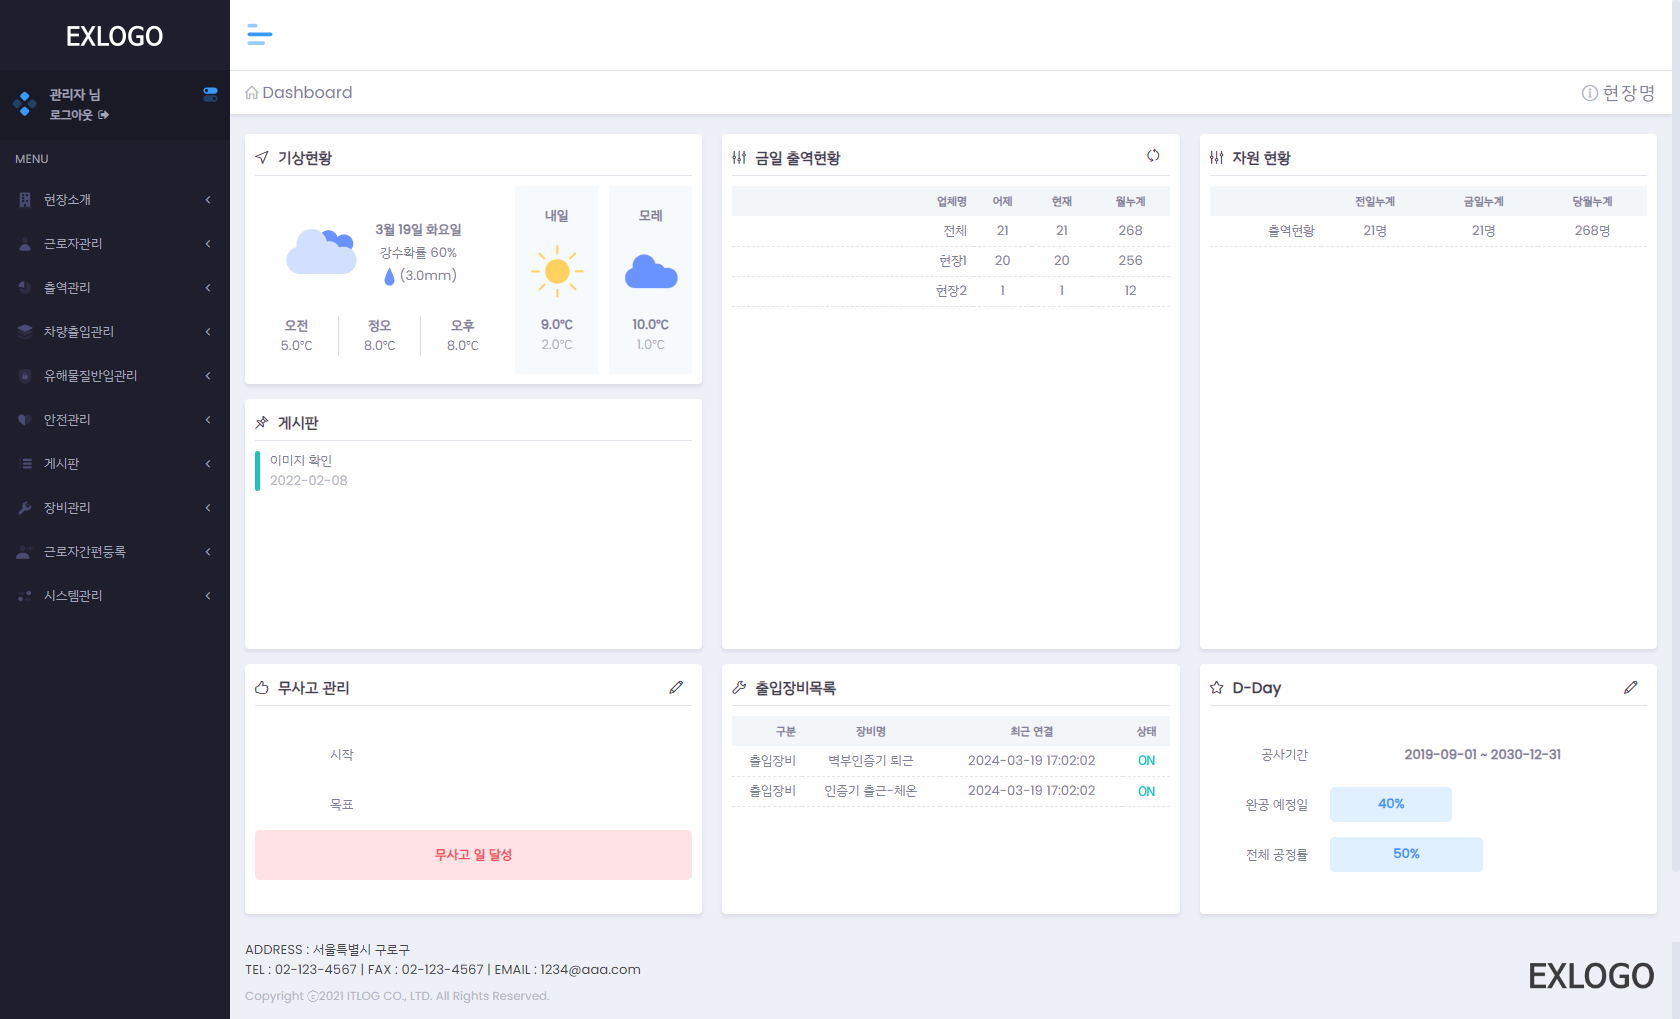 EXLOGO
관리자 님
로그아웃
MENU
현장소개
근로자관리
출역관리
차량출입관리
유해물질반입관리
안전관리
게시판
장비관리
근로자간편등록
시스템관리
Dashboard
현장명
기상현황
3월 19일 화요일
강수확률 60%
(3.0mm)
오전 정오 오후
5.0°C 8.0°C 8.0°C
내일
9.0°C
2.0°C
모레
10.0°C
1.0°C
게시판
이미지 확인
2022-02-08
금일 출역현황
업체명 어제 현재 월누계
전체 21 21 268
현장1 20 20 256
현장2 1 1 12
자원 현황
전일누계 금일누계 당월누계
출역현황 21명 21명 268명
무사고 관리
시작
목표
무사고 일 달성
출입장비목록
구분 장비명 최근 연결 상태
출입장비 벽부인증기 퇴근 2024-03-19 17:02:02 ON
출입장비 인증기 출근-체온 2024-03-19 17:02:02 ON
D-Day
공사기간 2019-09-01 ~ 2030-12-31
완공 예정일 40%
전체 공정률 50%
ADDRESS : 서울특별시 구로구
TEL : 02-123-4567 | FAX : 02-123-4567 | EMAIL : 1234@aaa.com
Copyright ⓒ2021 ITLOG CO., LTD. All Rights Reserved.
EXLOGO